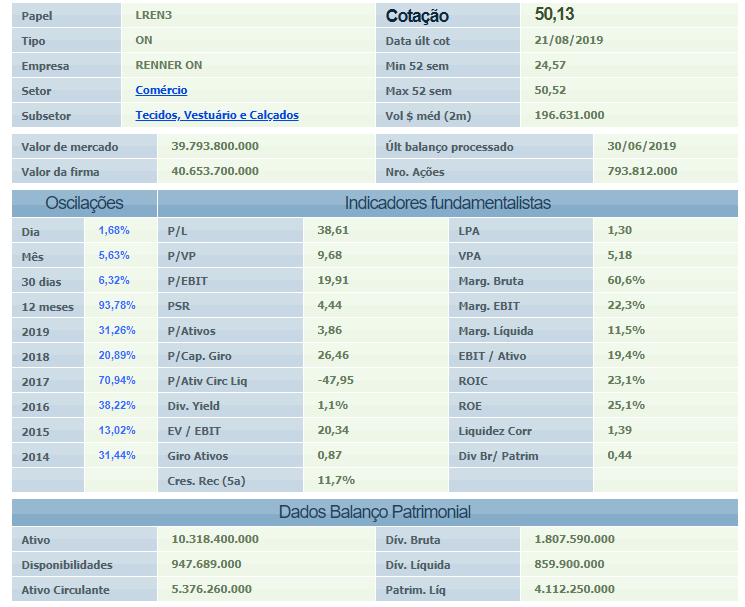 Papel LREN3 Cotação 50,13
Tipo ON Data últ cot 21/08/2019
Empresa RENNER ON Min 52 sem 24,57
Setor Comércio Max 52 sem 50,52
Subsetor Tecidos, Vestuário e Calçados Vol $ méd (2m) 196.631.000
Valor de mercado 39.793.800.000 Últ balanço processado 30/06/2019
Valor da firma 40.653.700.000 Nro. Ações 793.812.000
Oscilações Indicadores fundamentalistas
Dia 1,68% P/L 38,61 LPA 1,30
Mês 5,63% P/VP 9,68 VPA 5,18
30 dias 6,32% P/EBIT 19,91 Marg. Bruta 60,6%
12 meses 93,78% PSR 4,44 Marg. EBIT 22,3%
2019 31,26% P/Ativos 3,86 Marg. Líquida 11,5%
2018 20,89% P/Cap. Giro 26,46 EBIT / Ativo 19,4%
2017 70,94% P/Ativ Circ Liq -47,95 ROIC 23,1%
2016 38,22% Div. Yield 1,1% ROE 25,1%
2015 13,02% EV / EBIT 20,34 Liquidez Corr 1,39
2014 31,44% Giro Ativos 0,87 Div Br/ Patrim 0,44
Cres. Rec (5a) 11,7%
Dados Balanço Patrimonial
Ativo 10.318.400.000 Dív. Bruta 1.807.590.000
Disponibilidades 947.689.000 Dív. Líquida 859.900.000
Ativo Circulante 5.376.260.000 Patrim. Líq 4.112.250.000